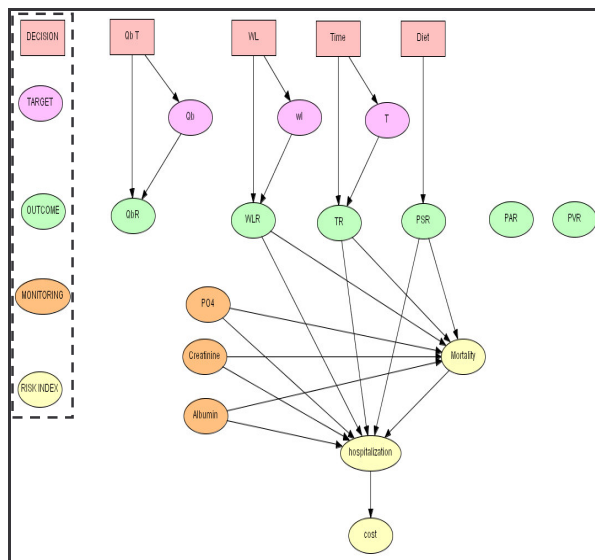 DECISION
Qb T
WL
Time
Diet
TARGET
Qb
wl
T
OUTCOME
QbR
WLR
TR
PSR
PAR
PVR
MONITORING
PO4
Creatinine
Mortality
RISK INDEX
Albumin
hospitalization
cost